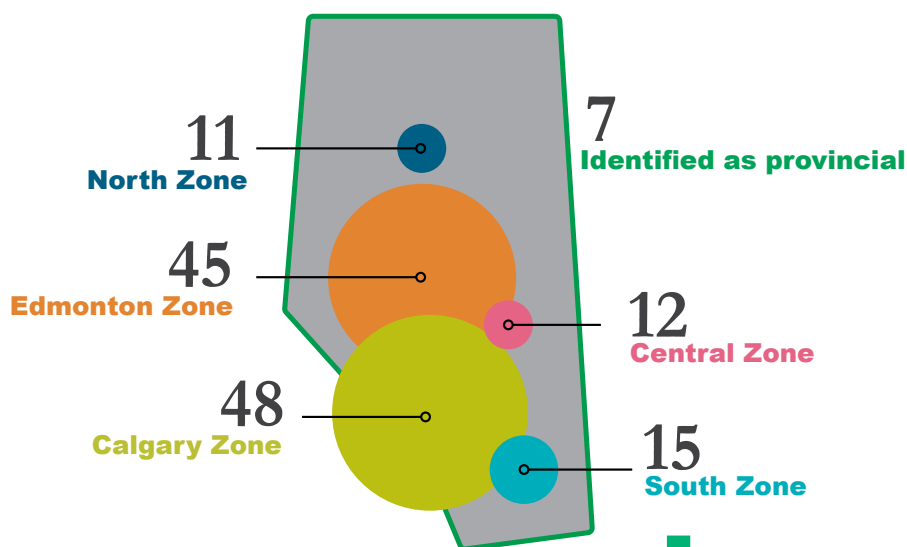 7
Identified as provincial
11
North Zone
45
Edmonton Zone
12
Central Zone
48
Calgary Zone
15
South Zone